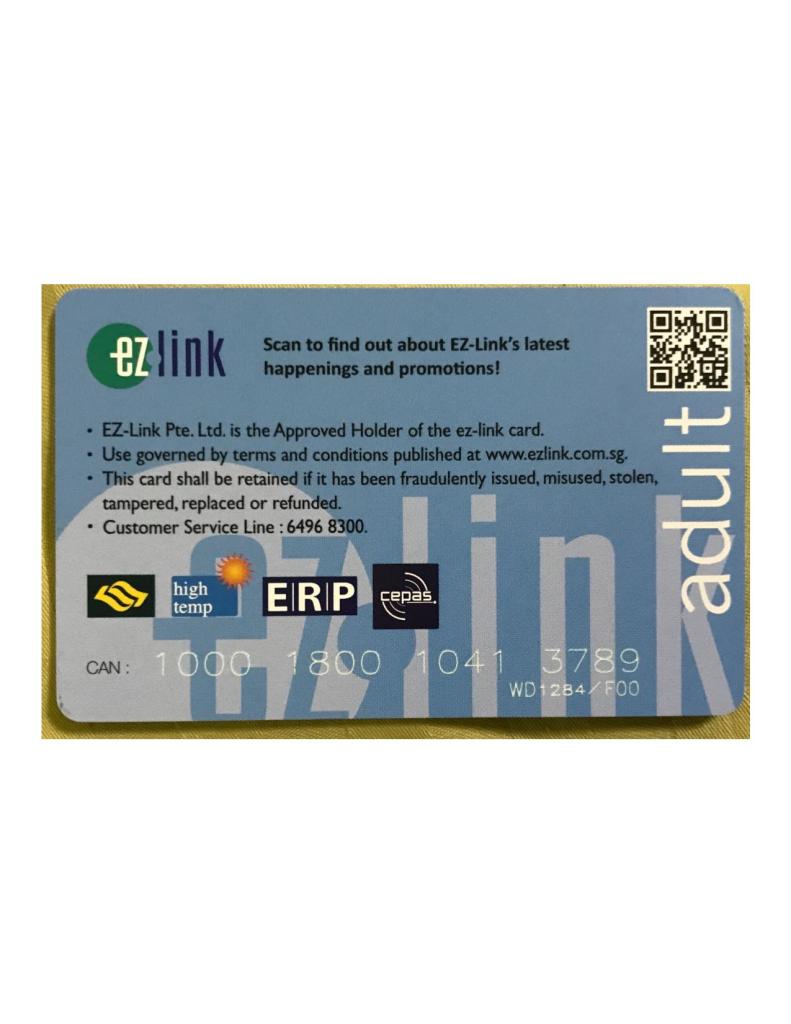 ezlink
Scan to find out about EZ-Link's latest
happenings and promotions!
adult
• EZ-Link Pte. Ltd. is the Approved Holder of the ez-link card.
• Use governed by terms and conditions published at www.ezlink.com.sg.
• This card shall be retained if it has been fraudulently issued, misused, stolen,
tampered, replaced or refunded.
• Customer Service Line : 6496 8300.
ezlink
high
temp
E|R|P
cepas
CAN : 1000 1800 1041 3789
WD1284/F00